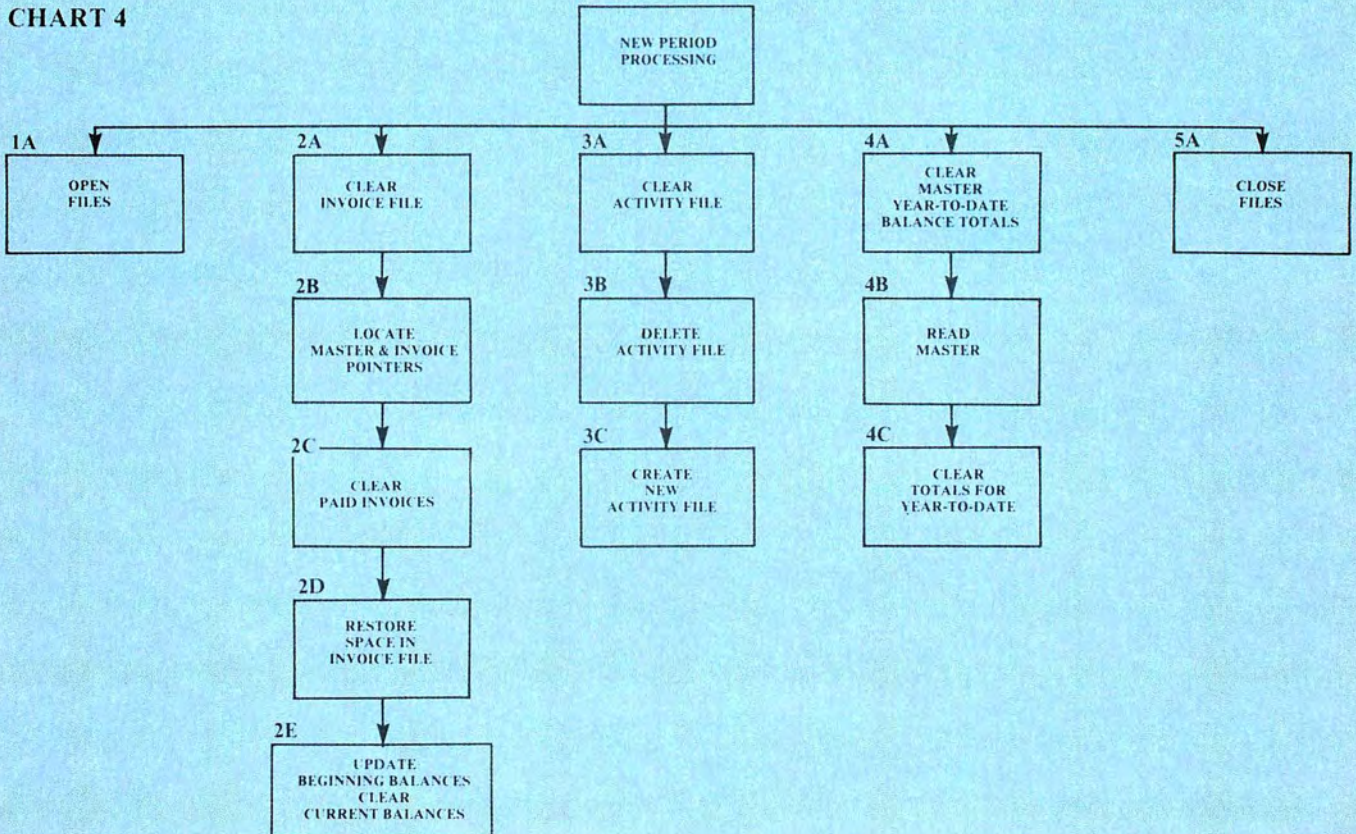 CHART 4
NEW PERIOD
PROCESSING
1A
OPEN
FILES
2A
CLEAR
INVOICE FILE
3A
CLEAR
ACTIVITY FILE
4A
CLEAR
MASTER
YEAR-TO-DATE
BALANCE TOTALS
5A
CLOSE
FILES
2B
LOCATE
MASTER & INVOICE
POINTERS
3B
DELETE
ACTIVITY FILE
4B
READ
MASTER
2C
CLEAR
PAID INVOICES
3C
CREATE
NEW
ACTIVITY FILE
4C
CLEAR
TOTALS FOR
YEAR-TO-DATE
2D
RESTORE
SPACE IN
INVOICE FILE
2E
UPDATE
BEGINNING BALANCES
CLEAR
CURRENT BALANCES